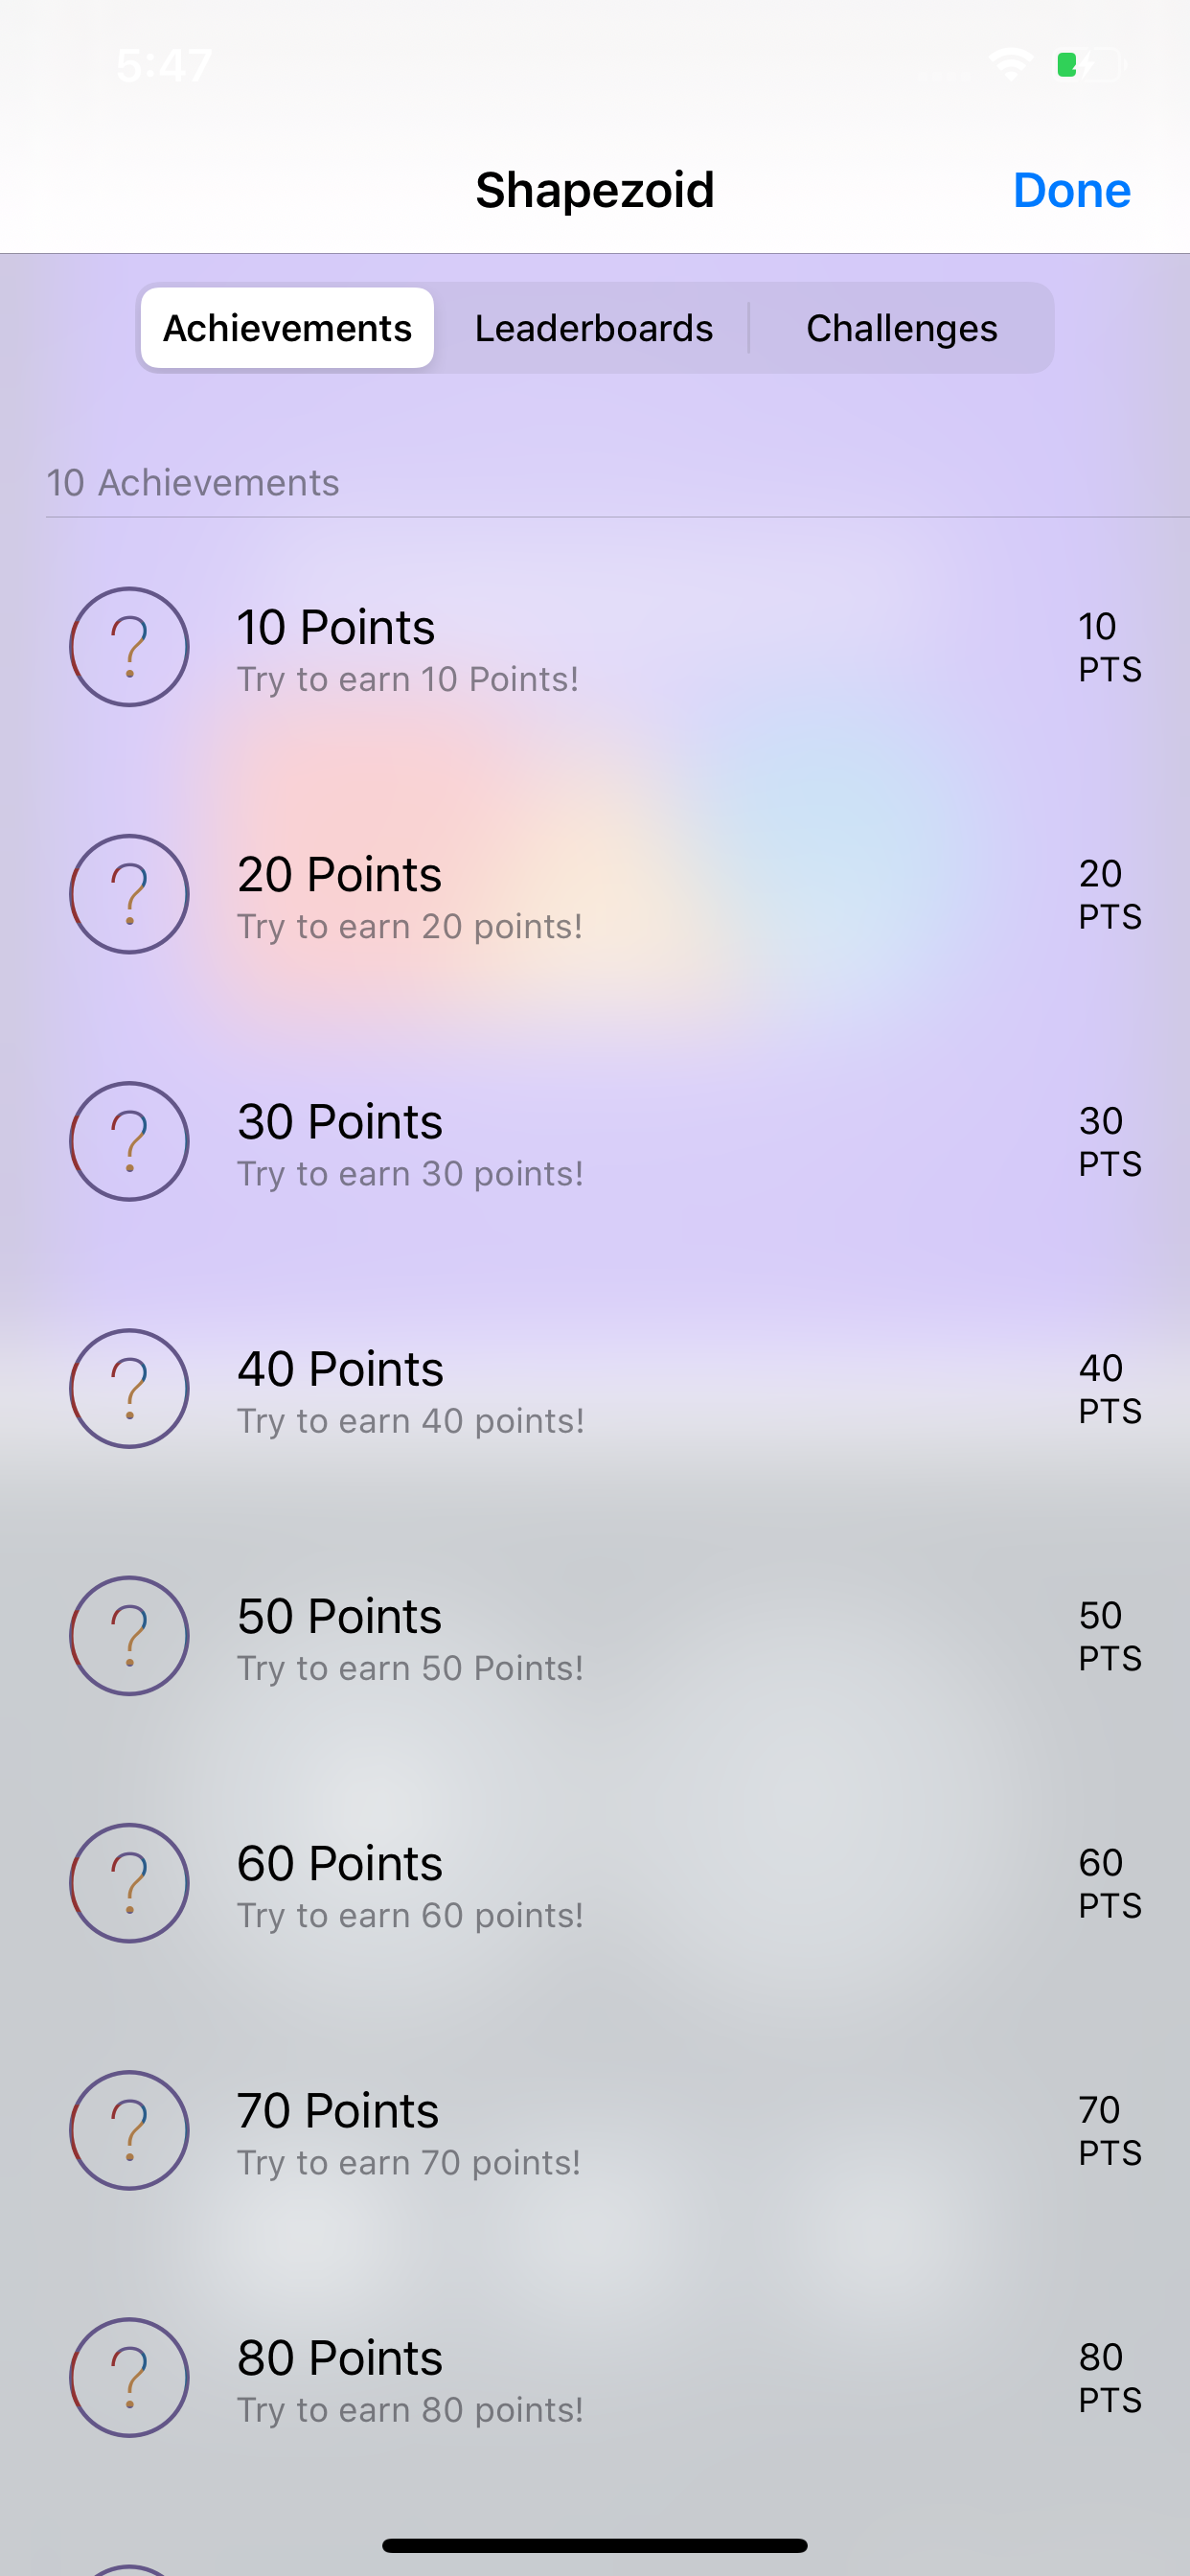 5:47
Shapezoid
Done
Achievements
Leaderboards
Challenges
10 Achievements
?
10 Points
Try to earn 10 Points!
10
PTS
?
20 Points
Try to earn 20 points!
20
PTS
?
30 Points
Try to earn 30 points!
30
PTS
?
40 Points
Try to earn 40 points!
40
PTS
?
50 Points
Try to earn 50 Points!
50
PTS
?
60 Points
Try to earn 60 points!
60
PTS
?
70 Points
Try to earn 70 points!
70
PTS
?
80 Points
Try to earn 80 points!
80
PTS